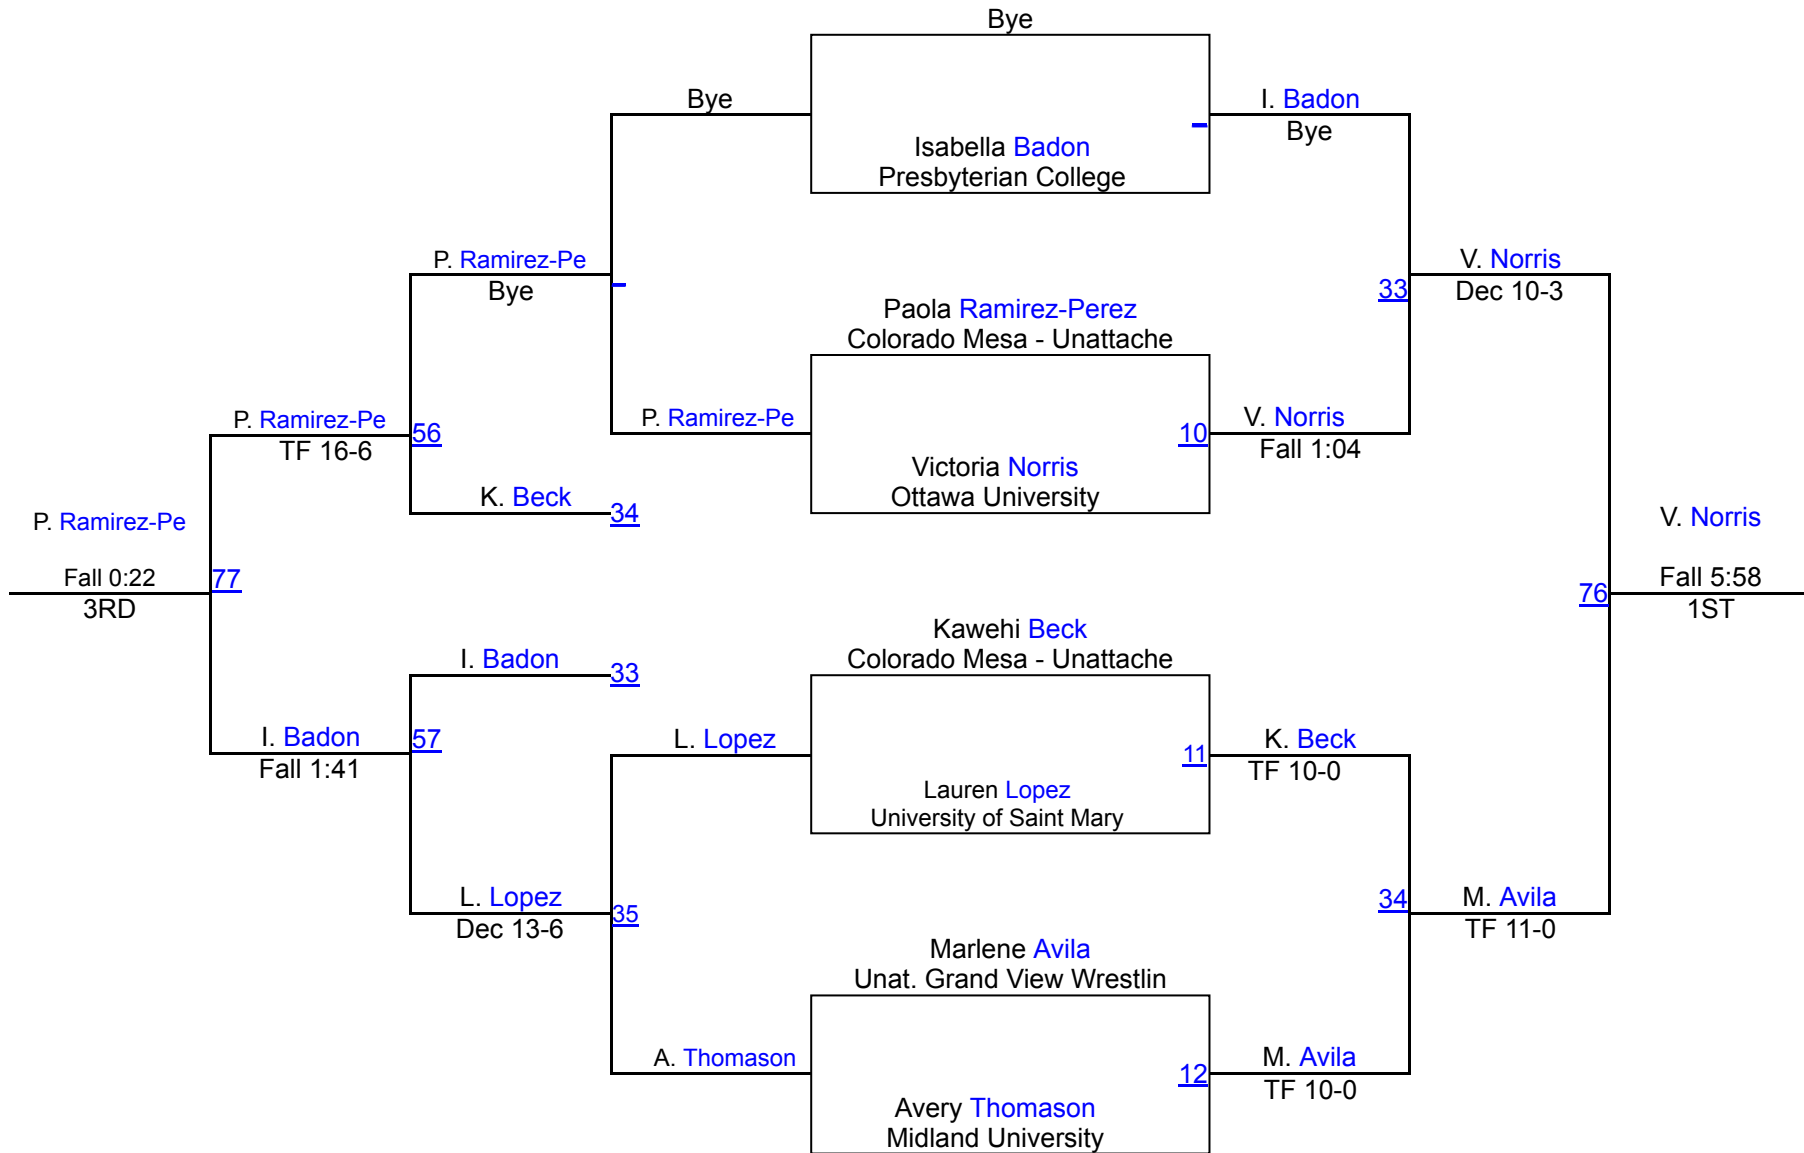 Bye
Bye
I. Badon
Bye
Isabella Badon
Presbyterian College
P. Ramirez-Pe
Bye
V. Norris
Dec 10-3
33
Paola Ramirez-Perez
Colorado Mesa - Unattache
P. Ramirez-Pe
TF 16-6
56
P. Ramirez-Pe
10
V. Norris
Fall 1:04
Victoria Norris
Ottawa University
K. Beck
34
P. Ramirez-Pe
Fall 0:22
3RD
77
V. Norris
Fall 5:58
1ST
76
Kawehi Beck
Colorado Mesa - Unattache
I. Badon
33
I. Badon
Fall 1:41
57
L. Lopez
11
K. Beck
TF 10-0
Lauren Lopez
University of Saint Mary
L. Lopez
Dec 13-6
35
34
M. Avila
TF 11-0
Marlene Avila
Unat. Grand View Wrestlin
A. Thomason
12
M. Avila
TF 10-0
Avery Thomason
Midland University